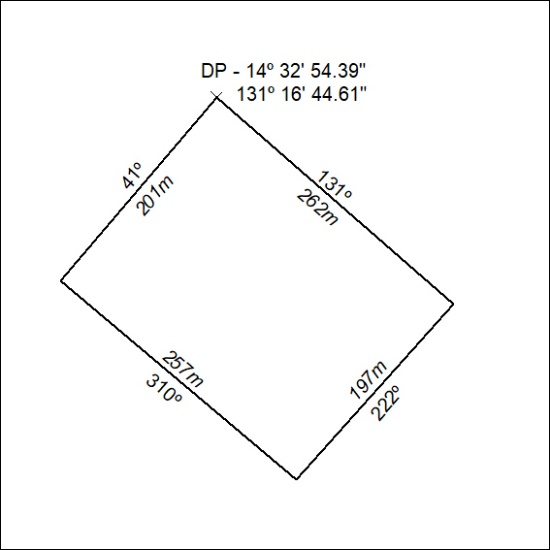 DP - 14º 32' 54.39"
131º 16' 44.61"
41º
201m
131º
262m
257m
310º
197m
222º